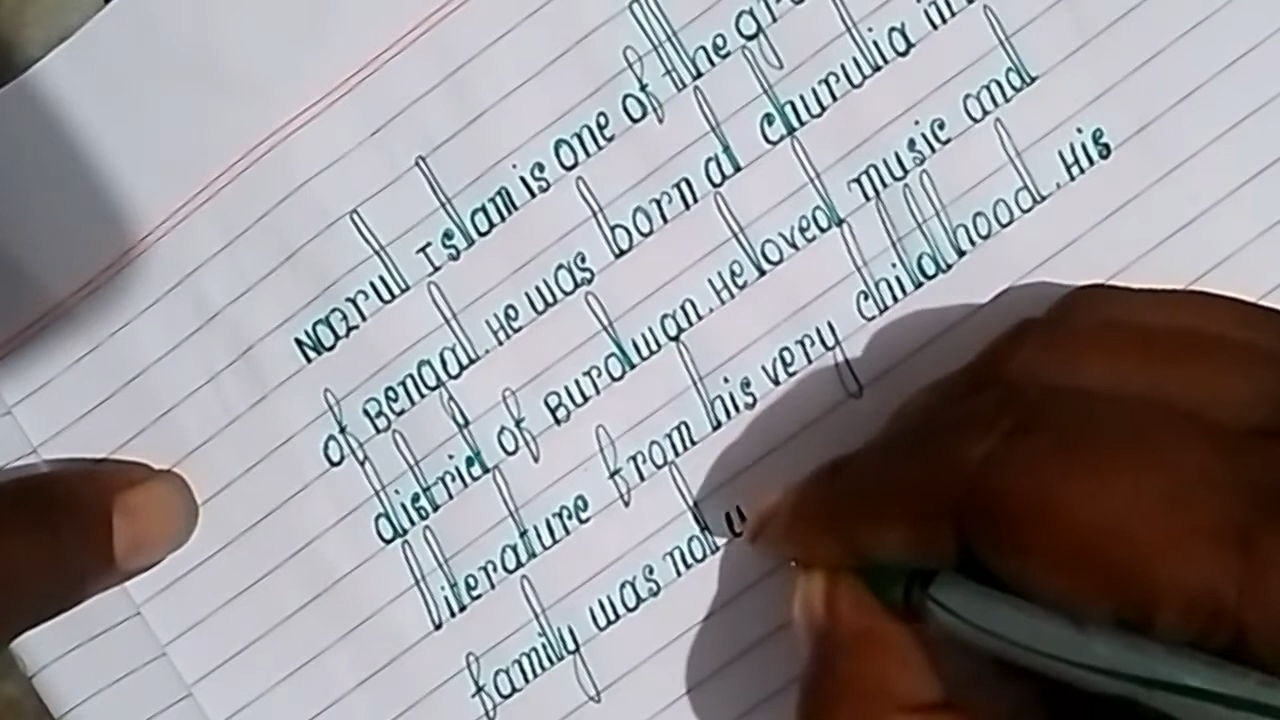 Nazrul Islam is one of the
of Bengal. He was born at churulia in
district of Burdwan. He loved music and
literature from his very childhood. His
family was not